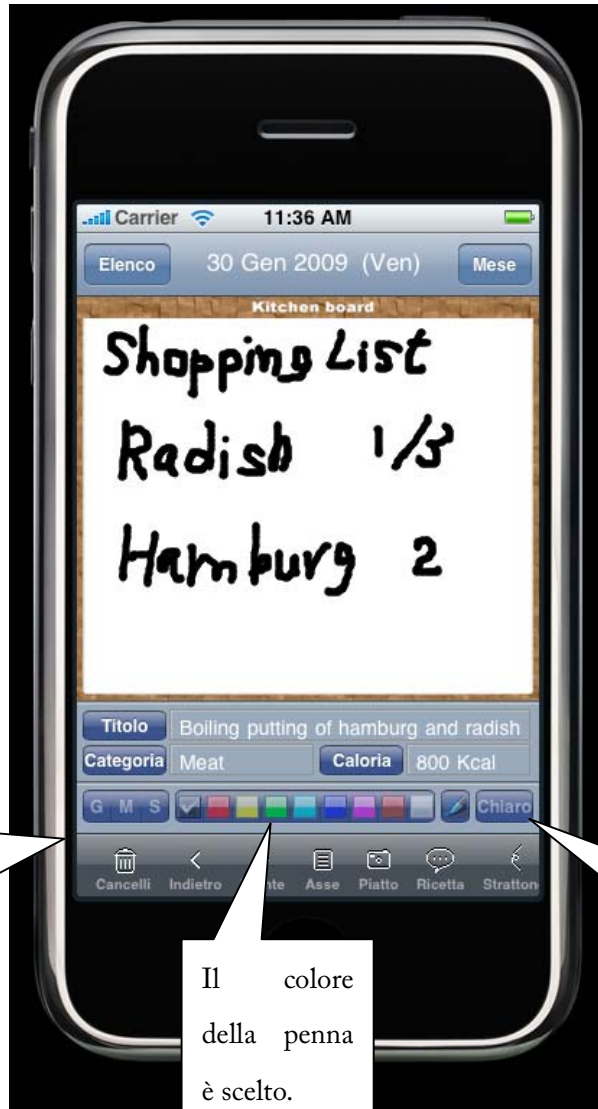 Carrier 11:36 AM
Elenco 30 Gen 2009 (Ven) Mese
Kitchen board
Shopping List
Radish 1/3
Hamburg 2
Titolo Boiling putting of hamburg and radish
Categoria Meat Caloria 800 Kcal
G M S Chiaro
Cancelli Indietro Asse Piatto Ricetta Stratton
Il colore
della penna
è scelto.